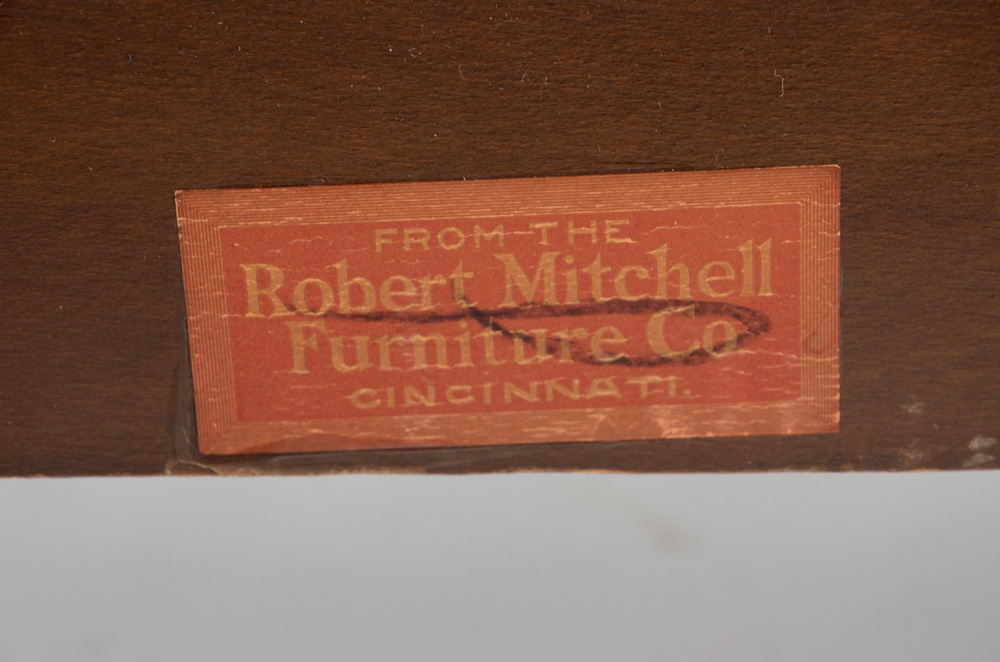 FROM THE
Robert Mitchell
Furniture Co
CINCINNATI.